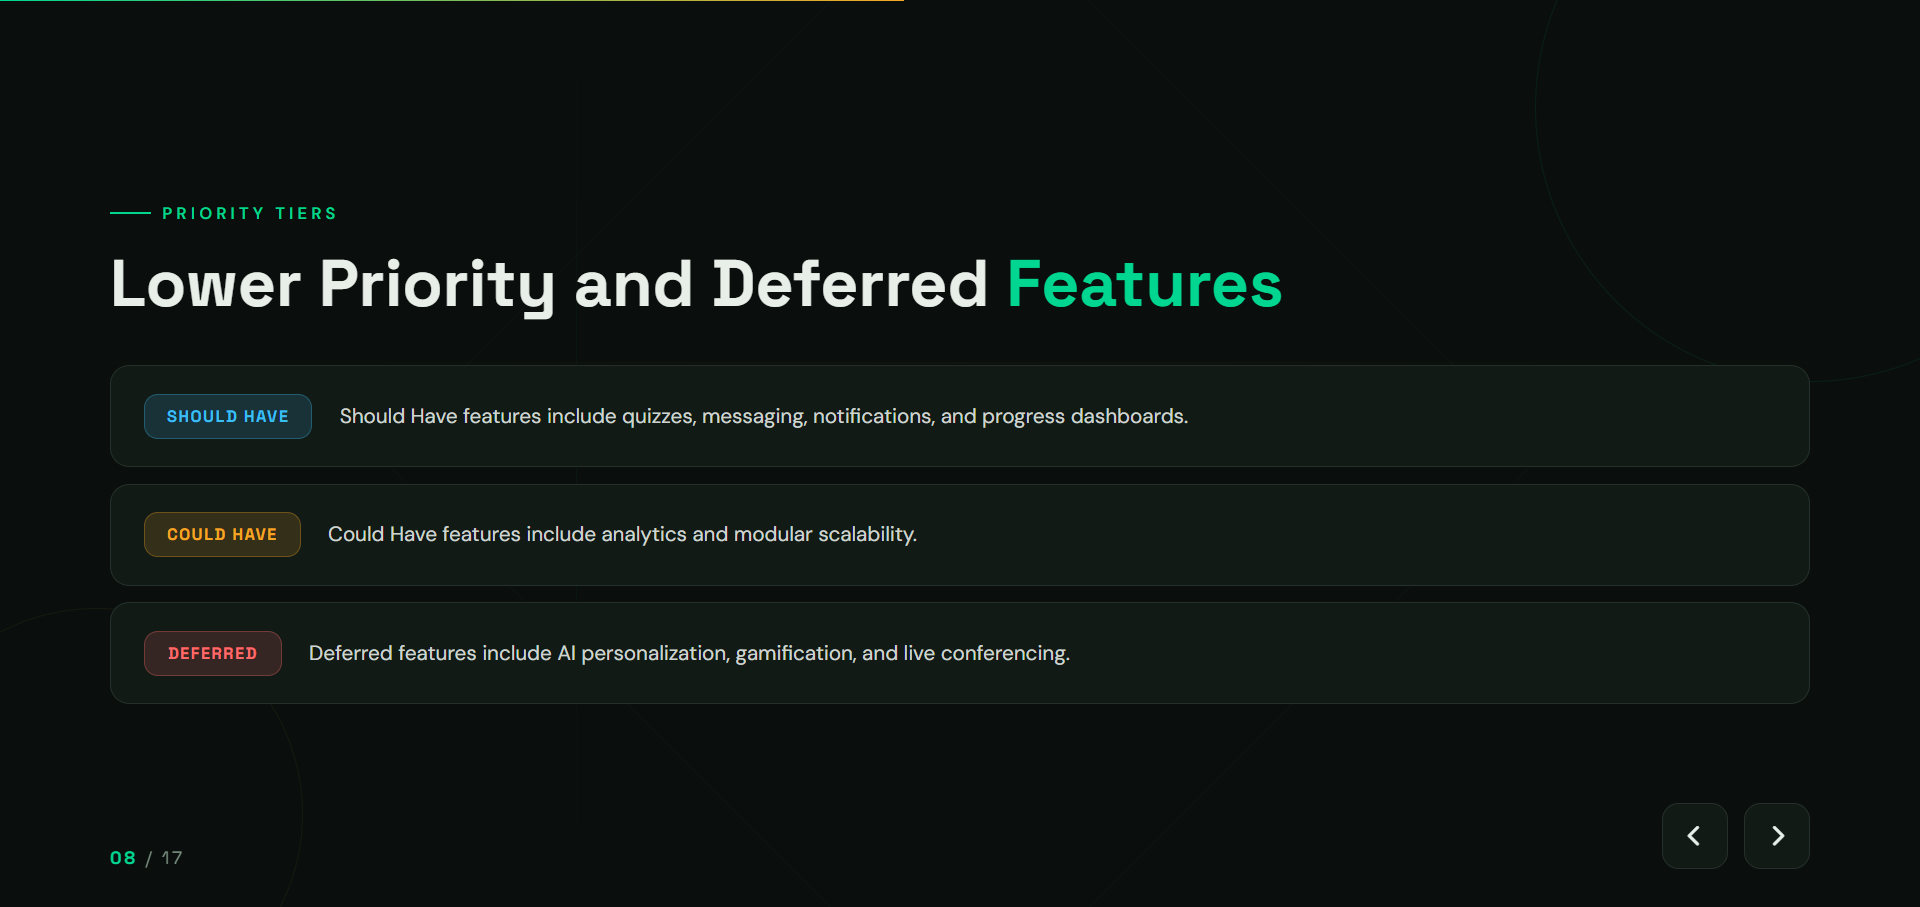 PRIORITY TIERS
Lower Priority and Deferred Features
SHOULD HAVE Should Have features include quizzes, messaging, notifications, and progress dashboards.
COULD HAVE Could Have features include analytics and modular scalability.
DEFERRED Deferred features include AI personalization, gamification, and live conferencing.
08 / 17